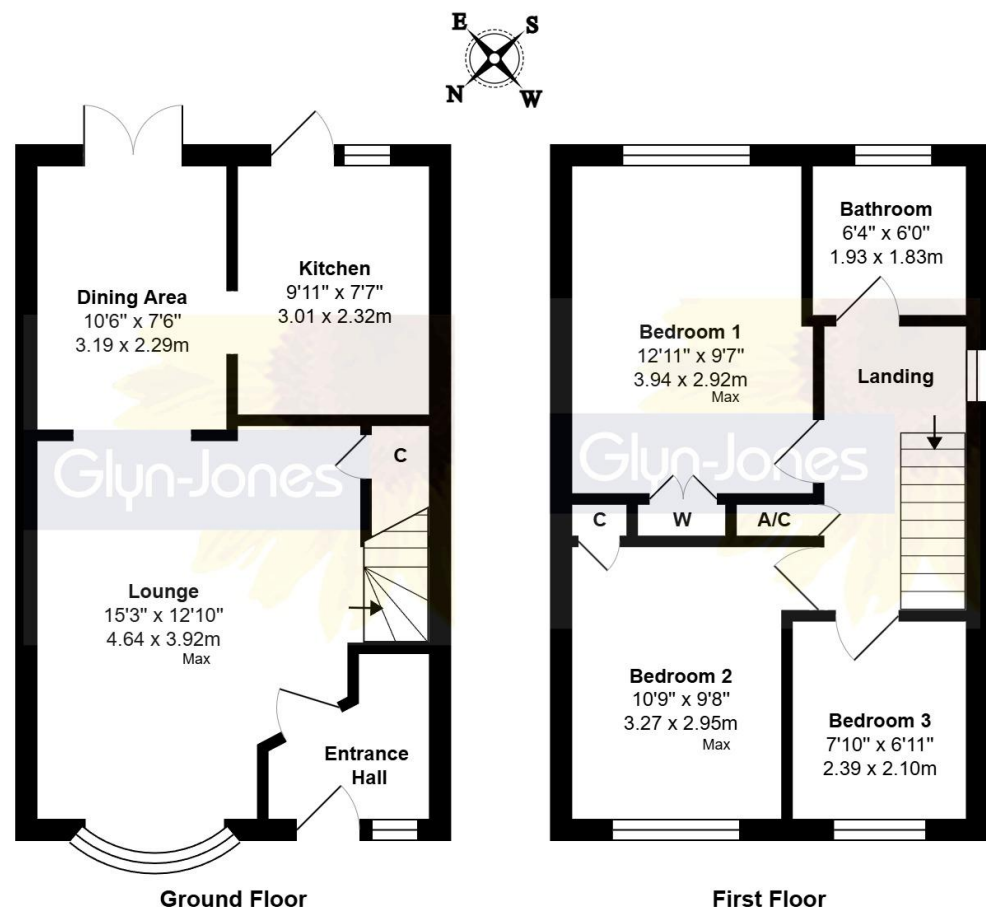 E S
N W
Dining Area
10'6" x 7'6"
3.19 x 2.29m
Kitchen
9'11" x 7'7"
3.01 x 2.32m
C
Glyn-Jones
Lounge
15'3" x 12'10"
4.64 x 3.92m
Max
Entrance
Hall
Ground Floor
Bathroom
6'4" x 6'0"
1.93 x 1.83m
Bedroom 1
12'11" x 9'7"
3.94 x 2.92m
Max
Landing
Glyn-Jones
C
W
A/C
Bedroom 2
10'9" x 9'8"
3.27 x 2.95m
Max
Bedroom 3
7'10" x 6'11"
2.39 x 2.10m
First Floor